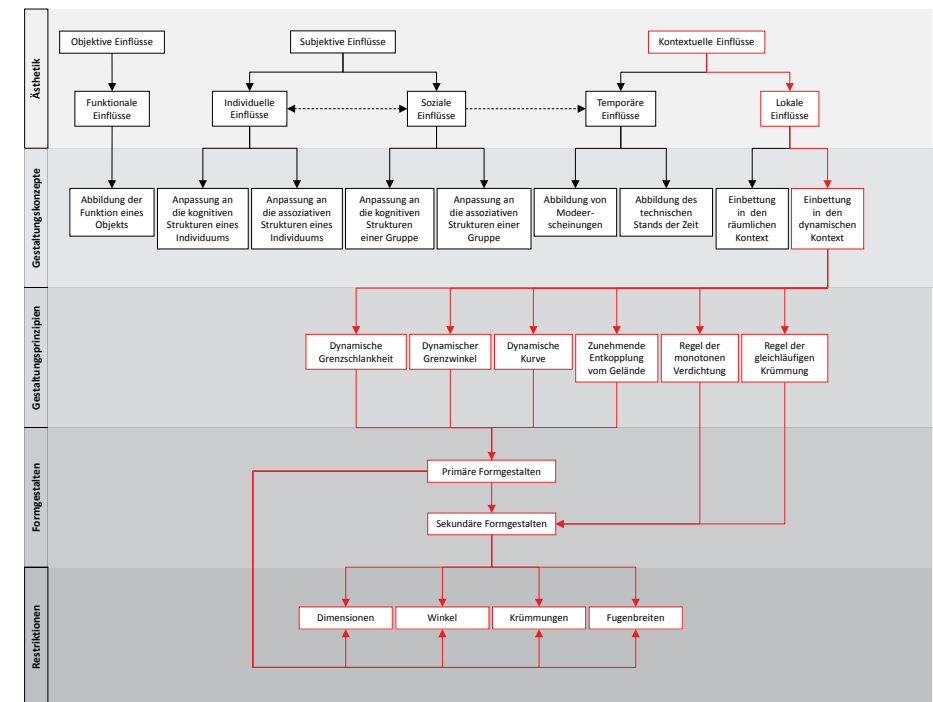 Ästhetik
Objektive Einflüsse
Subjektive Einflüsse
Kontextuelle Einflüsse
Funktionale
Einflüsse
Individuelle
Einflüsse
Soziale
Einflüsse
Temporäre
Einflüsse
Lokale
Einflüsse
Gestaltungskonzepte
Abbildung der
Funktion eines
Objekts
Anpassung an
die kognitiven
Strukturen eines
Individuums
Anpassung an
die assoziativen
Strukturen eines
Individuums
Anpassung an
die kognitiven
Strukturen
einer Gruppe
Anpassung an
die assoziativen
Strukturen einer
Gruppe
Abbildung von
Modeer-
scheinungen
Abbildung des
technischen
Stands der Zeit
Einbettung
in den
räumlichen
Kontext
Einbettung
in den
dynamischen
Kontext
Gestaltungsprinzipien
Dynamische
Grenzschlankheit
Dynamischer
Grenzwinkel
Dynamische
Kurve
Zunehmende
Entkopplung
vom Gelände
Regel der
monotonen
Verdichtung
Regel der
gleichläufigen
Krümmung
Formgestalten
Primäre Formgestalten
Sekundäre Formgestalten
Restriktionen
Dimensionen
Winkel
Krümmungen
Fugenbreiten